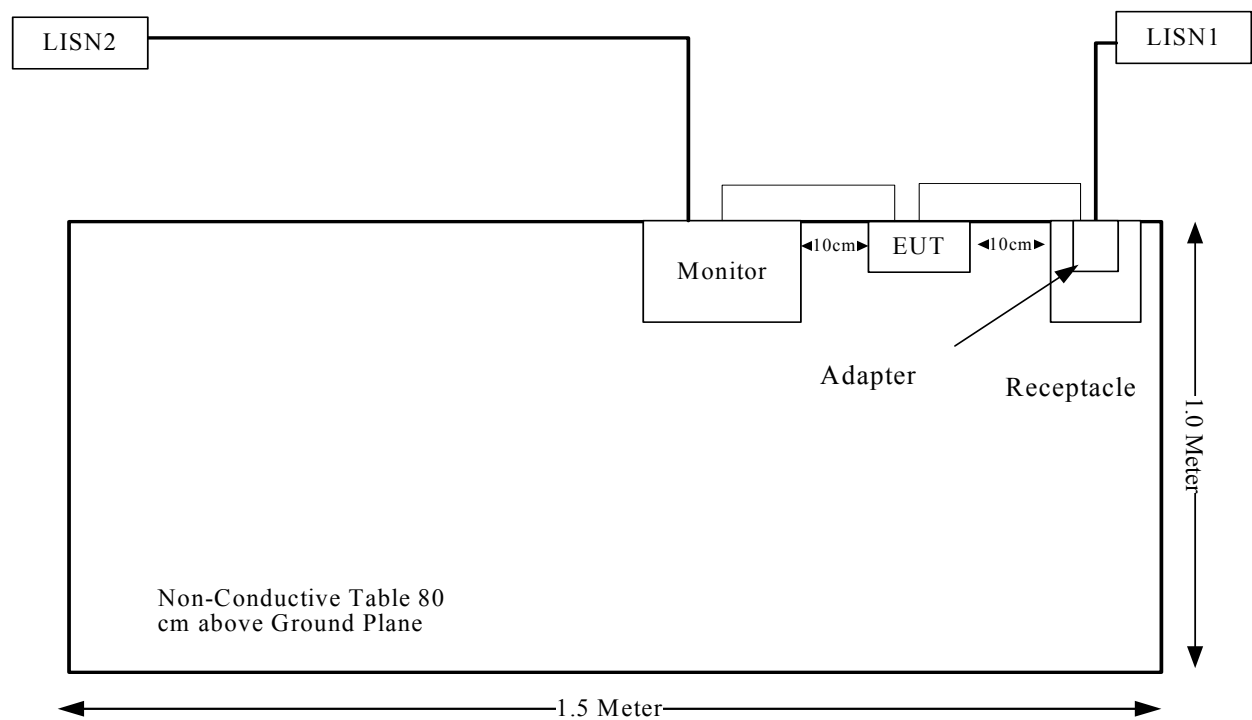 LISN2
LISN1
Monitor
10cm
EUT
10cm
Adapter
Receptacle
1.0 Meter
Non-Conductive Table 80
cm above Ground Plane
1.5 Meter